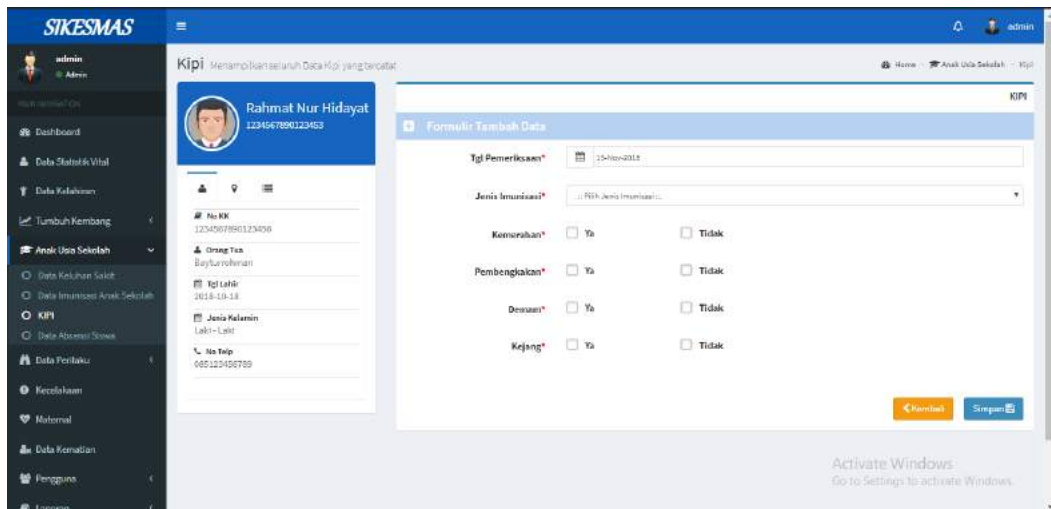 SIKESMAS
admin
admin
Admin
Kipi Menampilkan seluruh Data Kipi yang tercatat
Home
Anak Usia Sekolah
Kipi
Dashboard
Data Statistik Vital
Data Kelahiran
Tumbuh Kembang
Anak Usia Sekolah
Data Keluhan Sakit
Data Imunisasi Anak Sekolah
KIPI
Data Absensi Siswa
Data Perilaku
Kecelakaan
Maternal
Data Kematian
Pengguna
Laporan
Rahmat Nur Hidayat
1234567890123453
No KK
1234567890123456
Orang Tua
Tgl Lahir
2018-10-18
Jenis Kelamin
Laki - Laki
No Telp
085123456789
KIPI
Formulir Tambah Data
Tgl Pemeriksaan*
15-Nov-2018
Jenis Imunisasi*
.:: Pilih Jenis Imunisasi ::.
Kemerahan* Ya Tidak
Pembengkakan* Ya Tidak
Demam* Ya Tidak
Kejang* Ya Tidak
Kembali
Simpan
Activate Windows
Go to Settings to activate Windows.